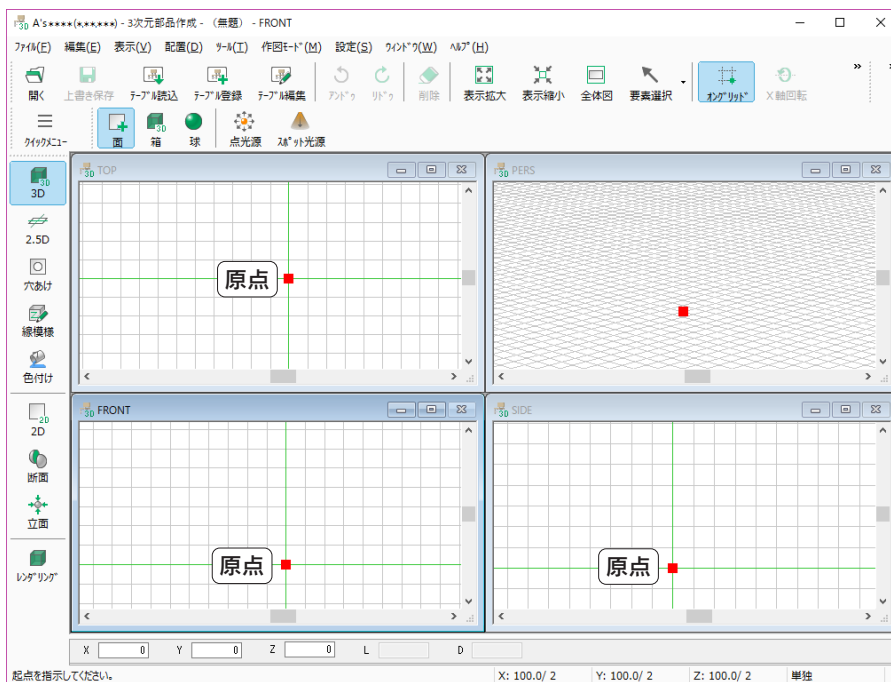 A's****(*,**,***) - 3次元部品作成 - （無題） - FRONT
ﾌｧｲﾙ(F) 編集(E) 表示(V) 配置(D) ﾂｰﾙ(T) 作図ﾓｰﾄﾞ(M) 設定(S) ｳｨﾝﾄﾞｳ(W) ﾍﾙﾌﾟ(H)
開く 上書き保存 ﾃｰﾌﾞﾙ読込 ﾃｰﾌﾞﾙ登録 ﾃｰﾌﾞﾙ編集 ｱﾝﾄﾞｩ ﾘﾄﾞｩ 削除 表示拡大 表示縮小 全体図 要素選択 ｵﾝｸﾞﾘｯﾄﾞ X軸回転 »
ｸｲｯｸﾒﾆｭｰ 面 箱 球 点光源 ｽﾎﾟｯﾄ光源
3D
2.5D
穴あけ
線模様
色付け
2D
断面
立面
ﾚﾝﾀﾞﾘﾝｸﾞ
TOP
原点
PERS
FRONT
原点
SIDE
原点
X 0 Y 0 Z 0 L D
起点を指示してください。 X: 100.0/ 2 Y: 100.0/ 2 Z: 100.0/ 2 単独